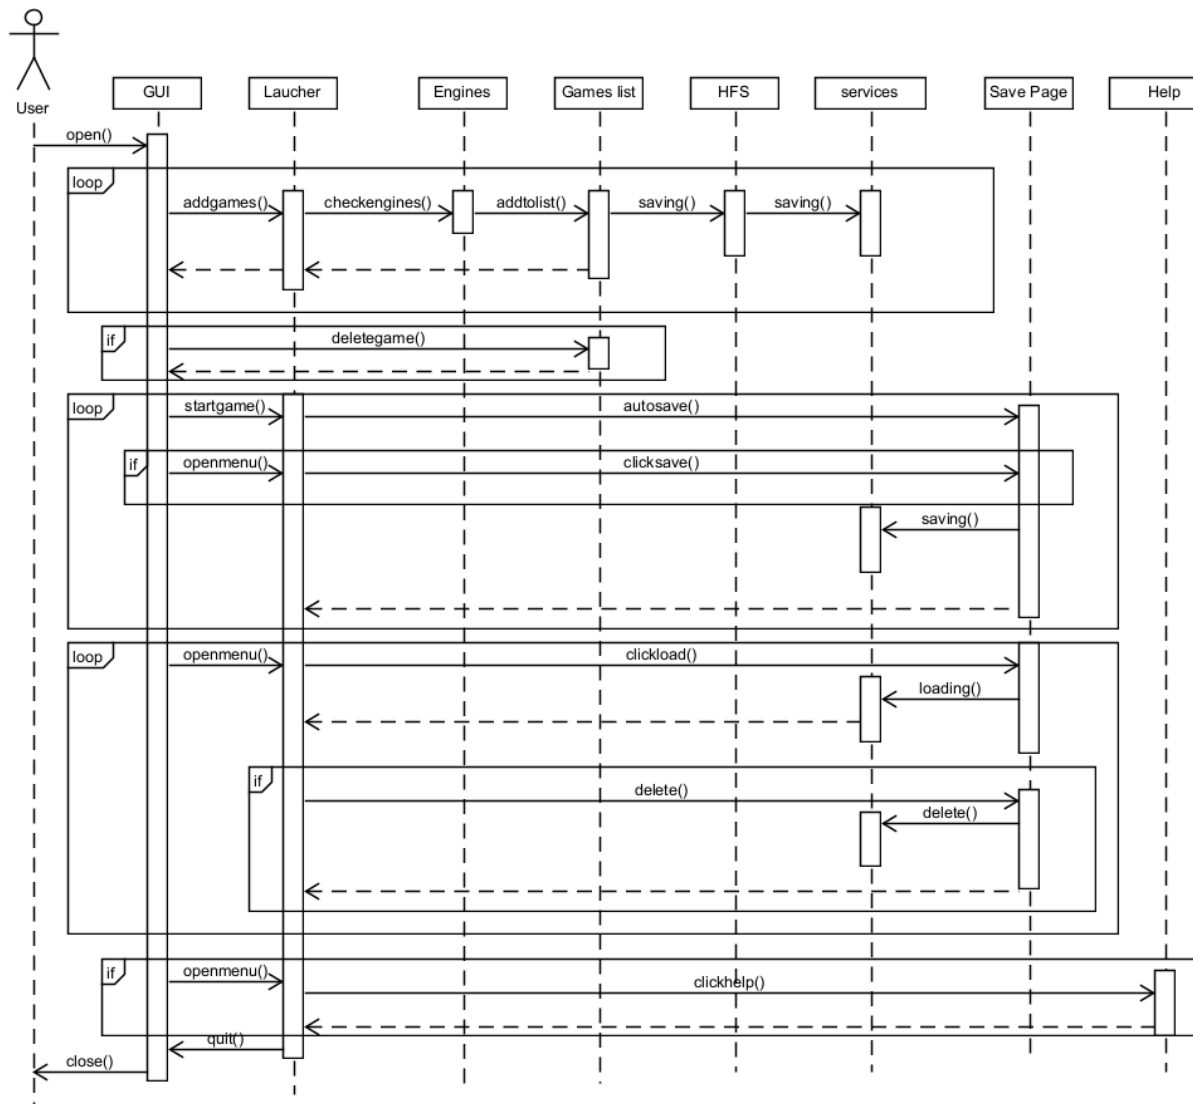 User
GUI
Laucher
Engines
Games list
HFS
services
Save Page
Help
open()
loop
addgames()
checkengines()
addtolist()
saving()
saving()
if
deletegame()
loop
startgame()
autosave()
if
openmenu()
clicksave()
saving()
loop
openmenu()
clickload()
loading()
if
delete()
delete()
if
openmenu()
clickhelp()
quit()
close()